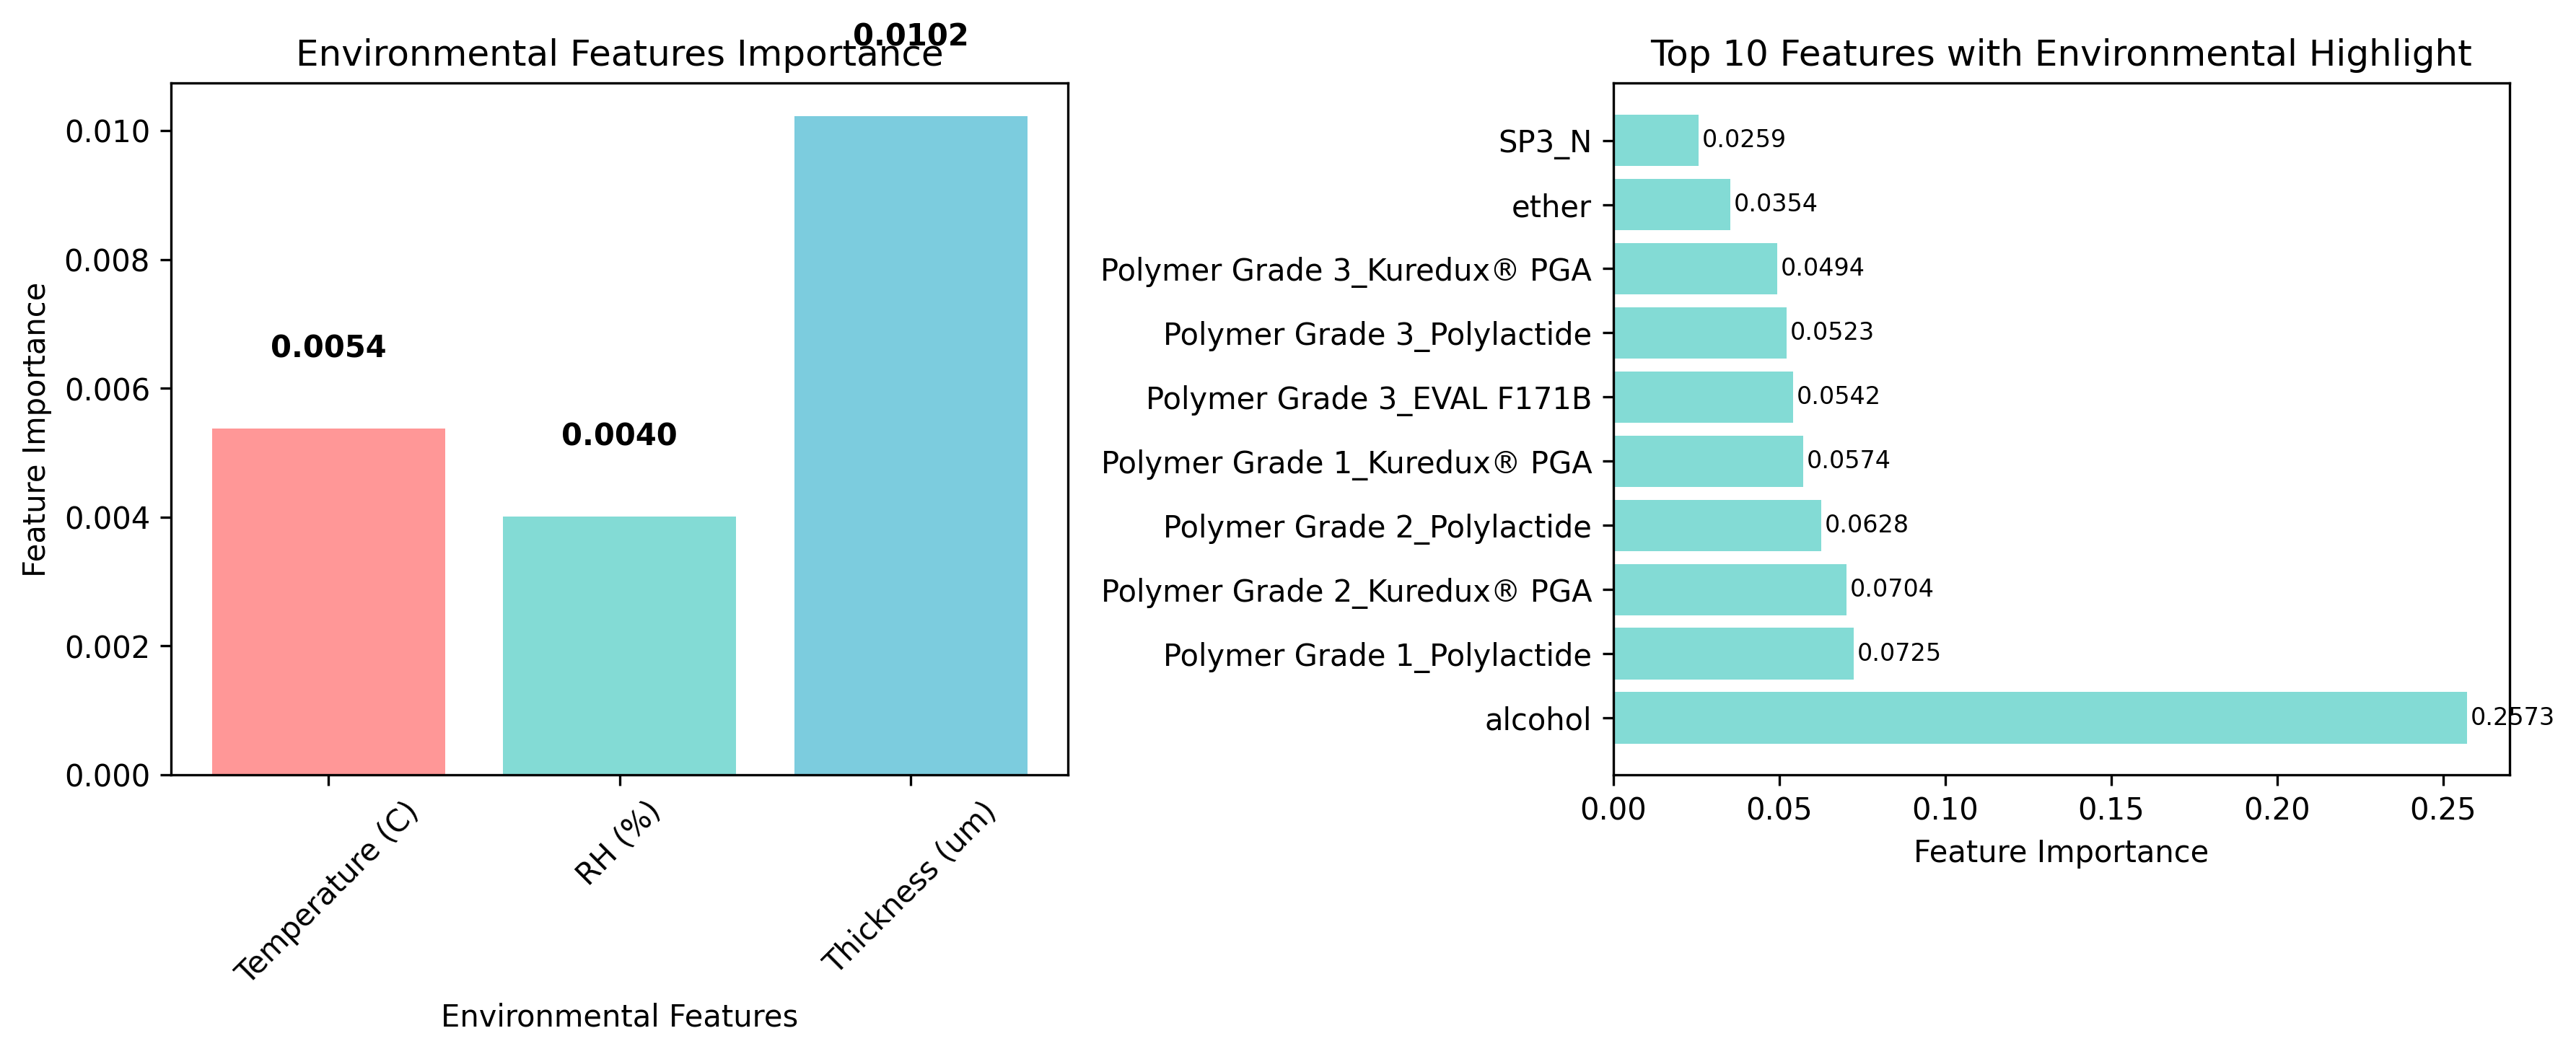 Environmental Features Importance
0.0102
0.010
0.008
0.006
0.004
0.002
0.000
Feature Importance
0.0054
0.0040
Temperature (C)
RH (%)
Thickness (um)
Environmental Features
Top 10 Features with Environmental Highlight
SP3_N 0.0259
ether 0.0354
Polymer Grade 3_Kuredux® PGA 0.0494
Polymer Grade 3_Polylactide 0.0523
Polymer Grade 3_EVAL F171B 0.0542
Polymer Grade 1_Kuredux® PGA 0.0574
Polymer Grade 2_Polylactide 0.0628
Polymer Grade 2_Kuredux® PGA 0.0704
Polymer Grade 1_Polylactide 0.0725
alcohol 0.2573
0.00 0.05 0.10 0.15 0.20 0.25
Feature Importance